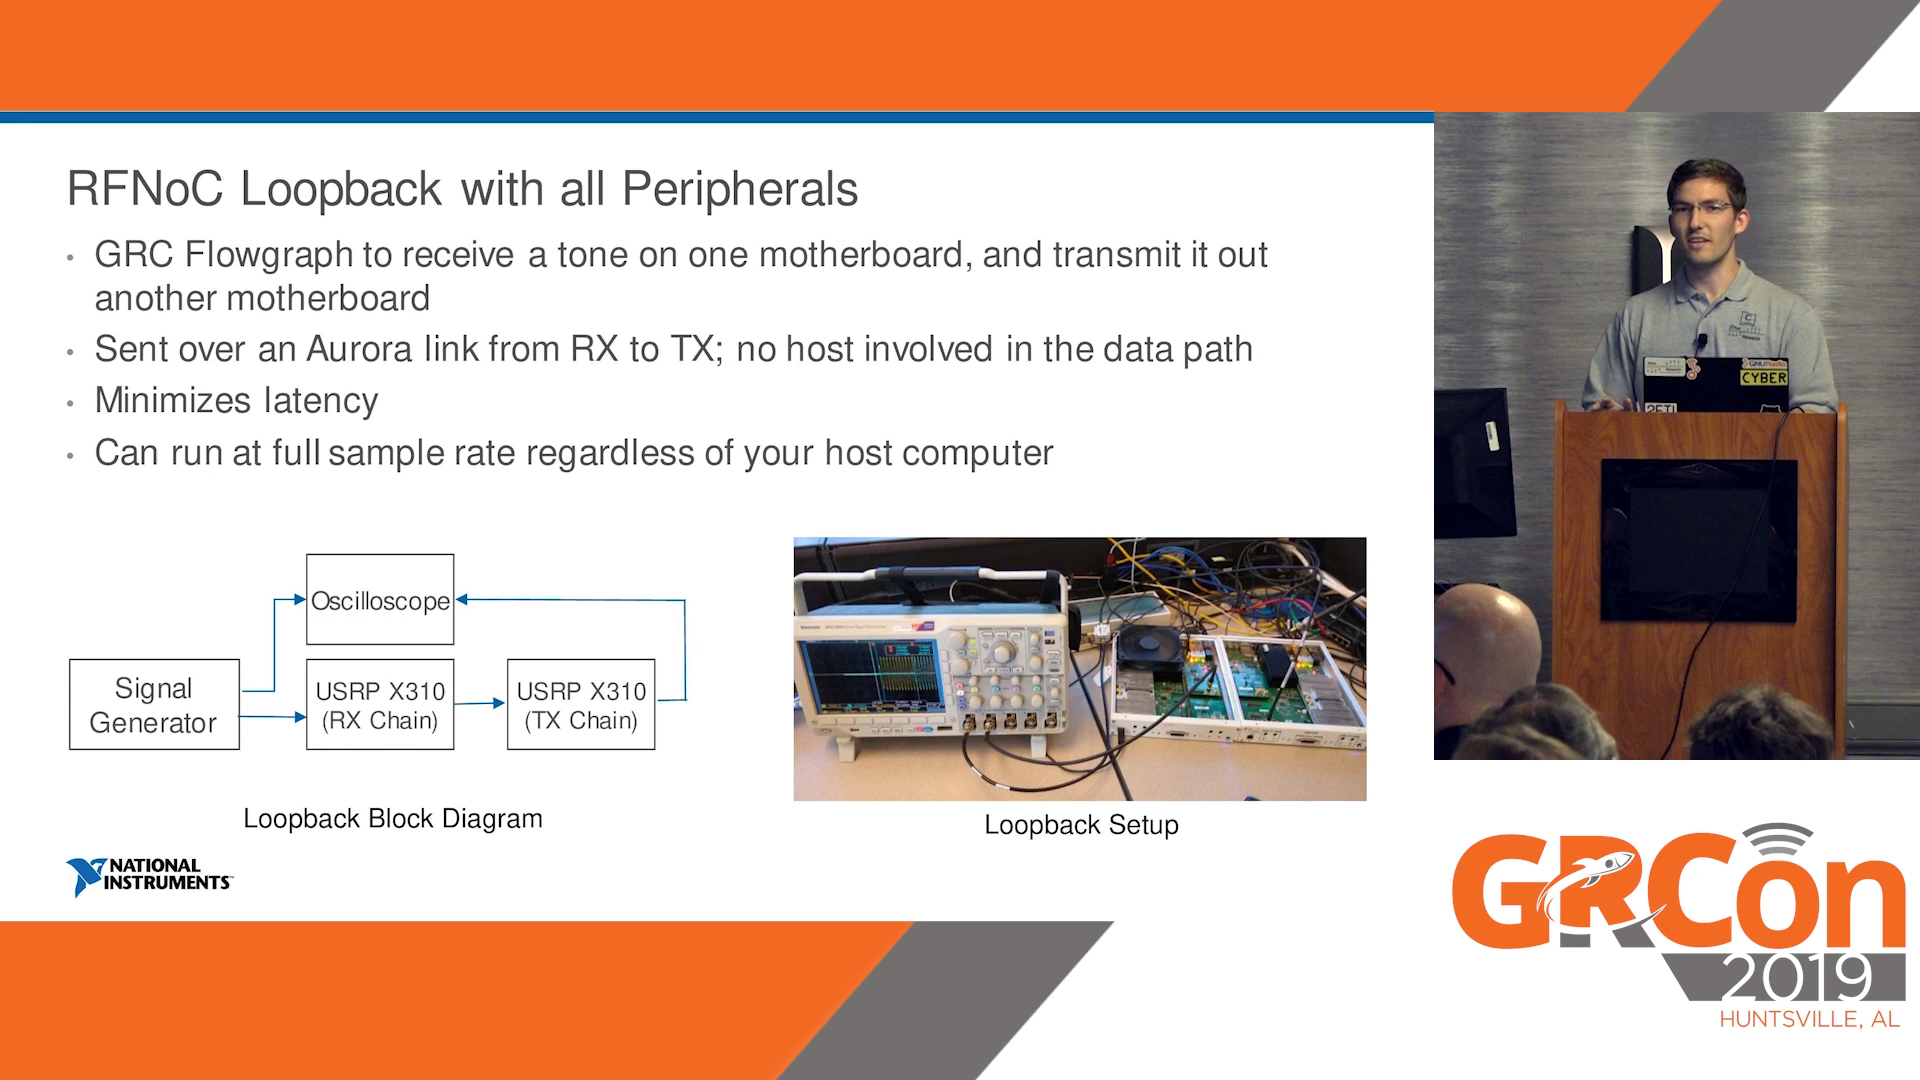 RFNoC Loopback with all Peripherals
• GRC Flowgraph to receive a tone on one motherboard, and transmit it out
another motherboard
• Sent over an Aurora link from RX to TX; no host involved in the data path
• Minimizes latency
• Can run at full sample rate regardless of your host computer
Oscilloscope
Signal
Generator
USRP X310
(RX Chain)
USRP X310
(TX Chain)
Loopback Block Diagram
Loopback Setup
NATIONAL
INSTRUMENTS
GNURadio
CYBER
GRCon
2019
HUNTSVILLE, AL